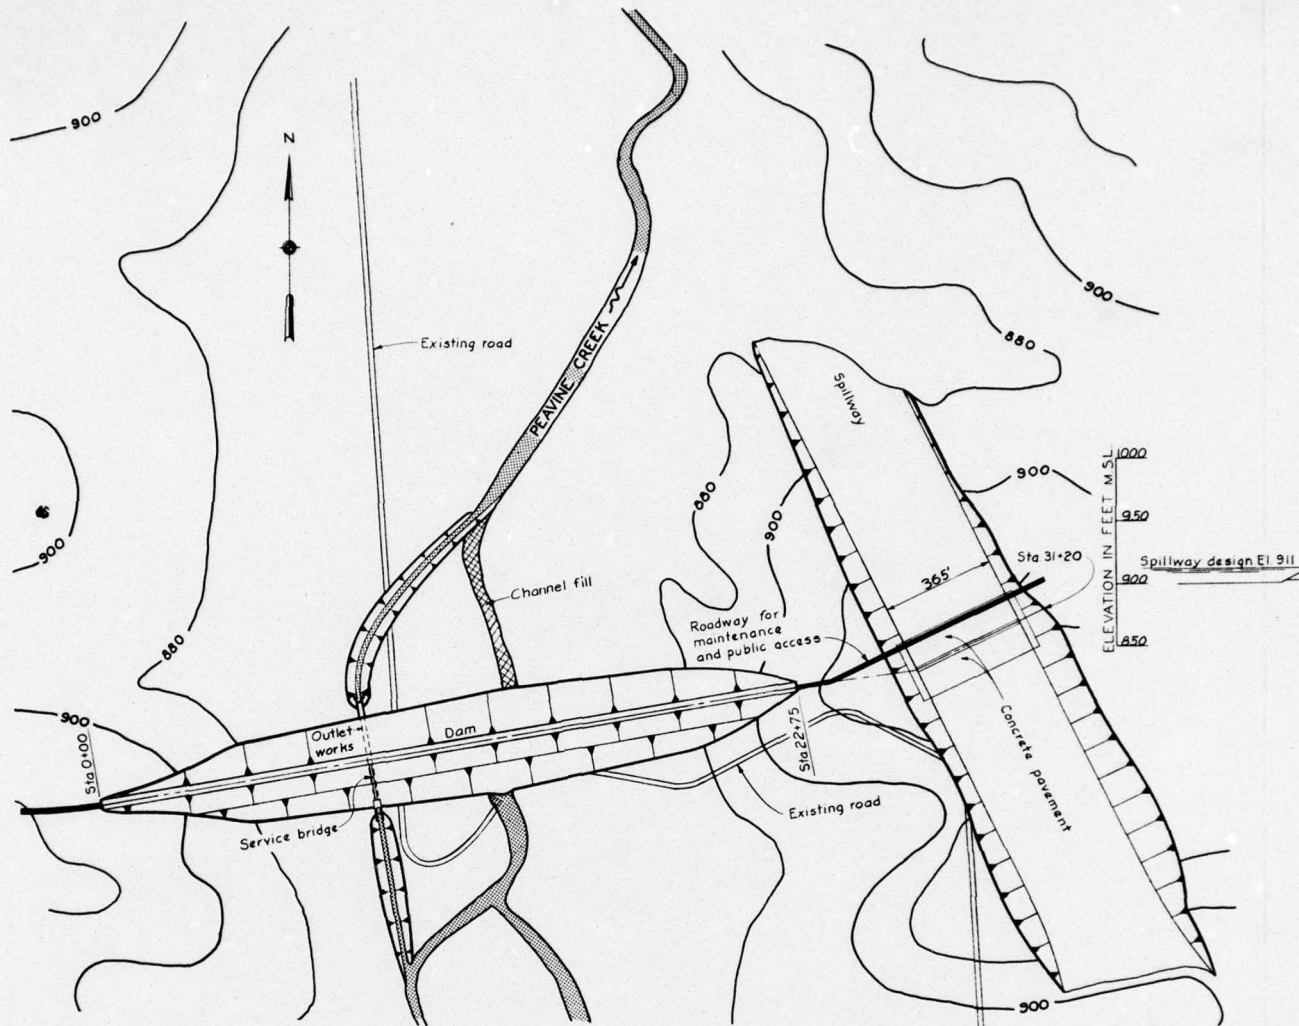 900
N
Existing road
PEAVINE CREEK
900
880
Spillway
900
880
900
900
880
900
365'
Sta. 31+20
ELEVATION IN FEET M.S.L.
1000
950
900
850
Spillway design El. 911
Channel fill
Roadway for
maintenance
and public access
880
900
Sta. 0+00
Outlet
works
Dam
Sta. 22+75
Concrete pavement
Existing road
Service bridge
900